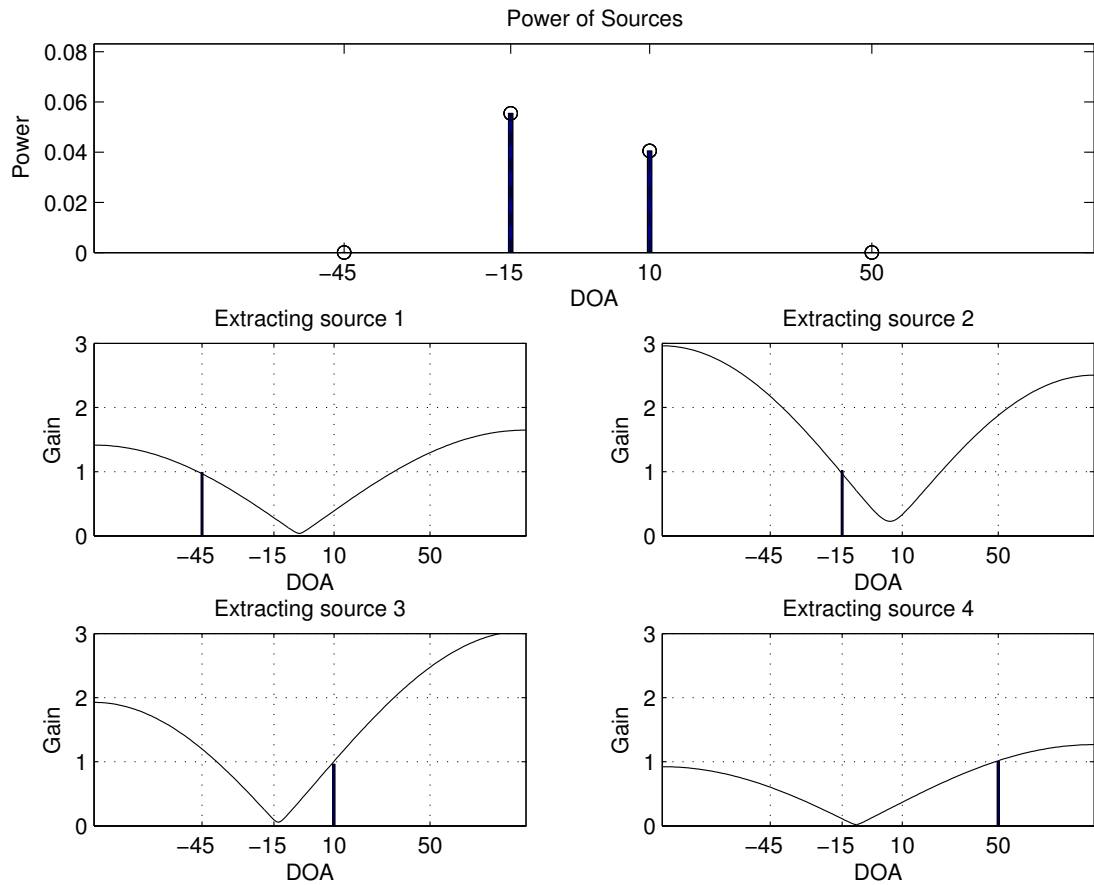 Power of Sources
0.08
0.06
0.04
0.02
0
Power
−45 −15 10 50
DOA
Extracting source 1
3
2
1
0
Gain
−45 −15 10 50
DOA
Extracting source 2
3
2
1
0
Gain
−45 −15 10 50
DOA
Extracting source 3
3
2
1
0
Gain
−45 −15 10 50
DOA
Extracting source 4
3
2
1
0
Gain
−45 −15 10 50
DOA